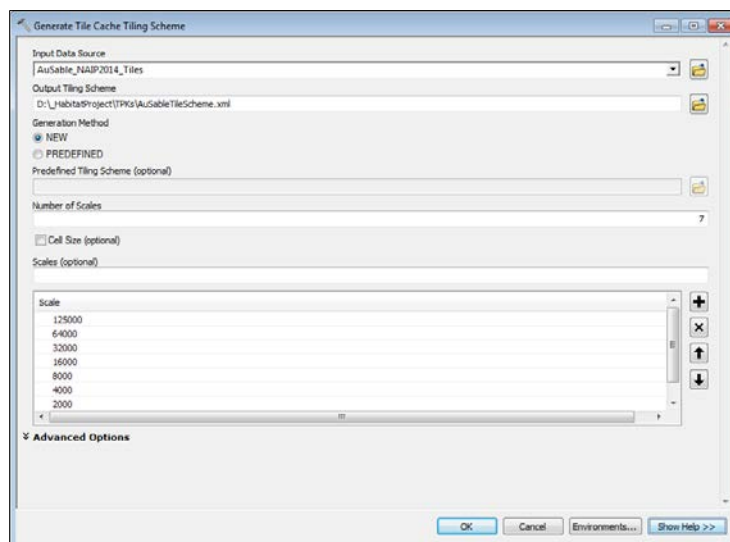 Generate Tile Cache Tiling Scheme
Input Data Source
AuSable_NAIP2014_Tiles
Output Tiling Scheme
D:\_HabitatProject\TPKs\AuSableTileScheme.xml
Generation Method
NEW
PREDEFINED
Predefined Tiling Scheme (optional)
Number of Scales
7
Cell Size (optional)
Scales (optional)
Scale
125000
64000
32000
16000
8000
4000
2000
Advanced Options
OK Cancel Environments... Show Help >>